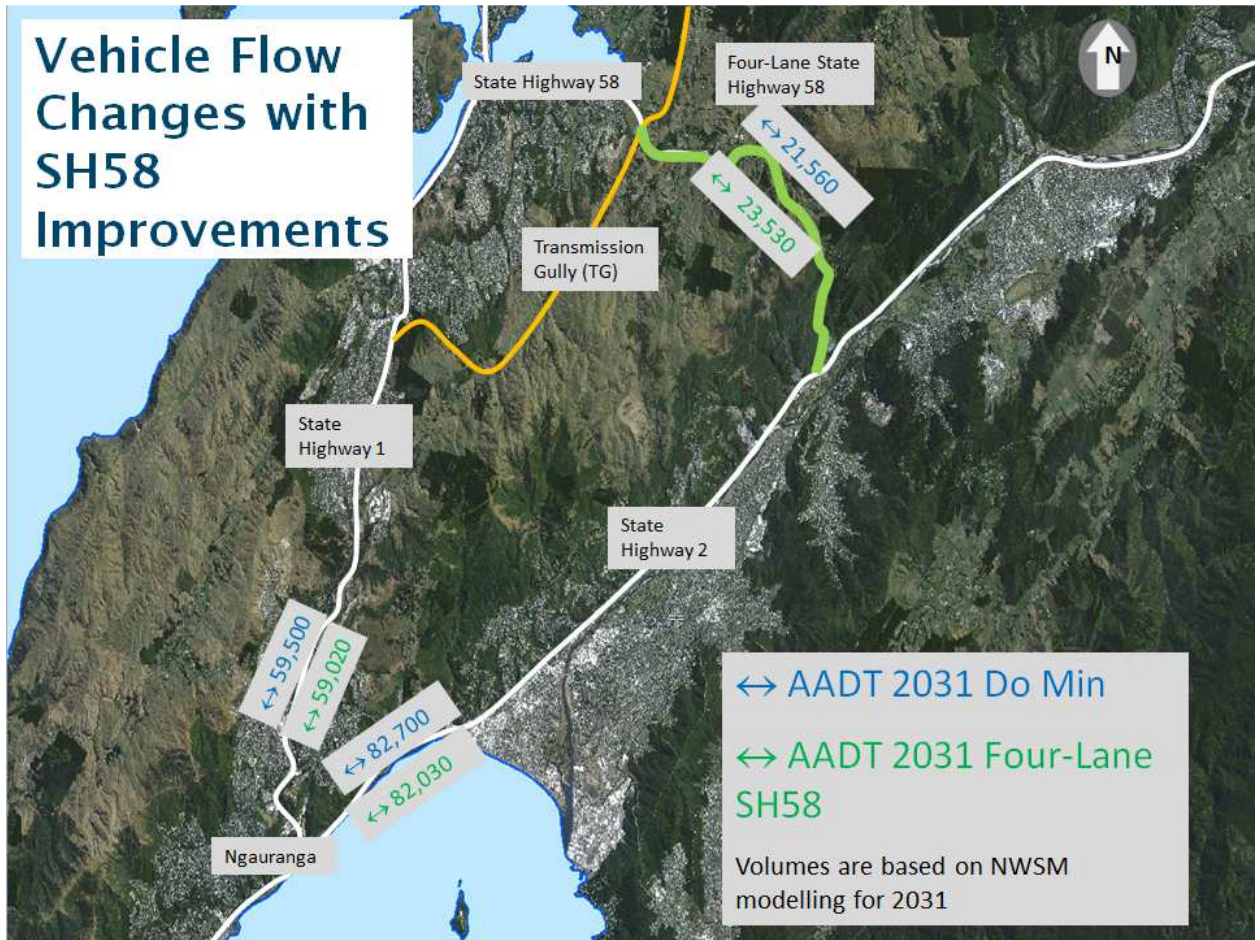 Vehicle Flow
Changes with
SH58
Improvements
State Highway 58
Four-Lane State
Highway 58
N
↔ 21,560
↔ 23,530
Transmission
Gully (TG)
State
Highway 1
State
Highway 2
↔ 59,500
↔ 59,020
↔ 82,700
↔ 82,030
Ngauranga
↔ AADT 2031 Do Min
↔ AADT 2031 Four-Lane
SH58
Volumes are based on NWSM
modelling for 2031